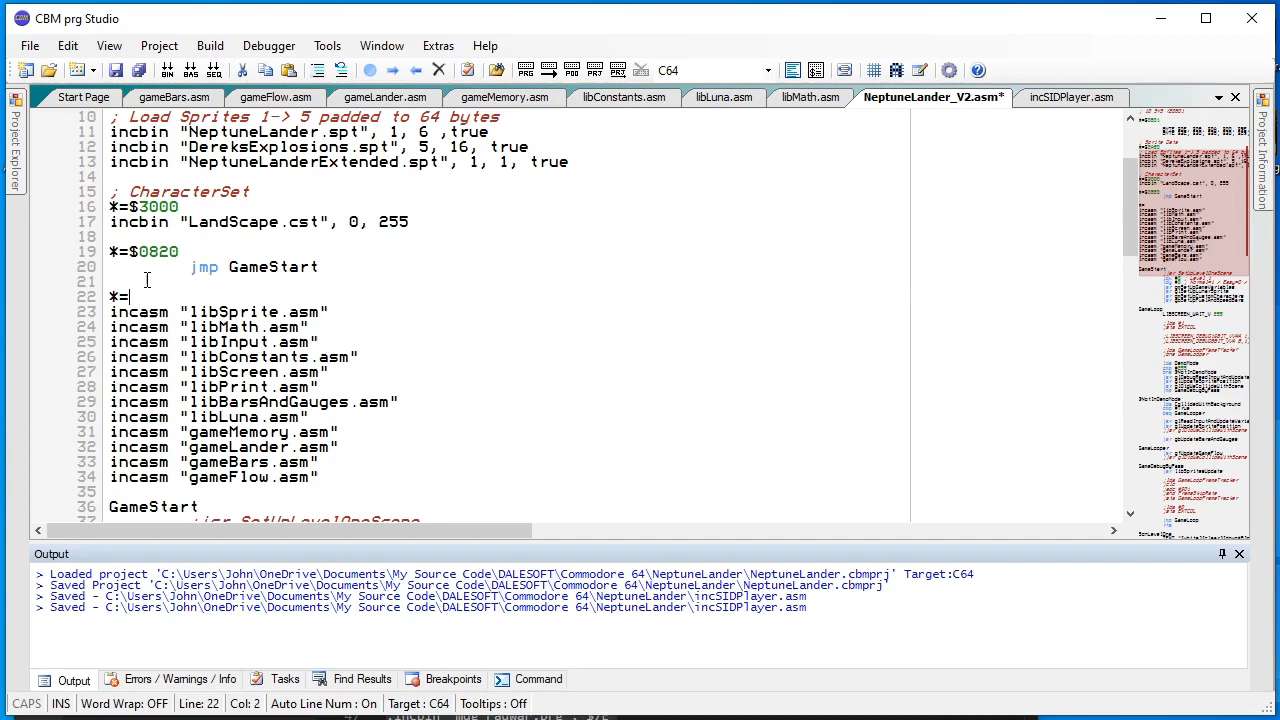 CBM prg Studio
File Edit View Project Build Debugger Tools Window Extras Help
BIN BAS SEQ PRG C64
Start Page gameBars.asm gameFlow.asm gameLander.asm gameMemory.asm libConstants.asm libLuna.asm libMath.asm NeptuneLander_V2.asm* incSIDPlayer.asm
Project Explorer
Project Information
10 ; Load Sprites 1-> 5 padded to 64 bytes
11 incbin "NeptuneLander.spt", 1, 6 ,true
12 incbin "DereksExplosions.spt", 5, 16, true
13 incbin "NeptuneLanderExtended.spt", 1, 1, true
14
15 ; CharacterSet
16 *=$3000
17 incbin "LandScape.cst", 0, 255
18
19 *=$0820
20 jmp GameStart
21
22 *=
23 incasm "libSprite.asm"
24 incasm "libMath.asm"
25 incasm "libInput.asm"
26 incasm "libConstants.asm"
27 incasm "libScreen.asm"
28 incasm "libPrint.asm"
29 incasm "libBarsAndGauges.asm"
30 incasm "libLuna.asm"
31 incasm "gameMemory.asm"
32 incasm "gameLander.asm"
33 incasm "gameBars.asm"
34 incasm "gameFlow.asm"
35
36 GameStart
37 ;jsr SetUpLevelOneScope
Output
> Loaded project 'C:\Users\John\OneDrive\Documents\My Source Code\DALESOFT\Commodore 64\NeptuneLander\NeptuneLander.cbmprj' Target:C64
> Saved Project 'C:\Users\John\OneDrive\Documents\My Source Code\DALESOFT\Commodore 64\NeptuneLander\NeptuneLander.cbmprj'
> Saved - C:\Users\John\OneDrive\Documents\My Source Code\DALESOFT\Commodore 64\NeptuneLander\incSIDPlayer.asm
> Saved - C:\Users\John\OneDrive\Documents\My Source Code\DALESOFT\Commodore 64\NeptuneLander\incSIDPlayer.asm
Output Errors / Warnings / Info Tasks Find Results Breakpoints Command
CAPS INS Word Wrap: OFF Line: 22 Col: 2 Auto Line Num : On Target : C64 Tooltips : Off